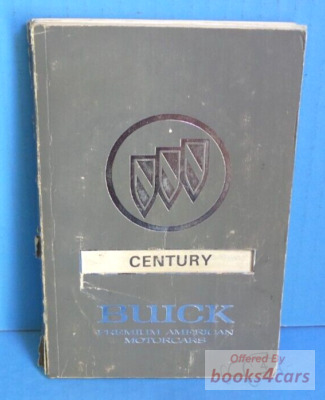 CENTURY
BUICK
PREMIUM AMERICAN
MOTORCARS
Offered By
books4cars